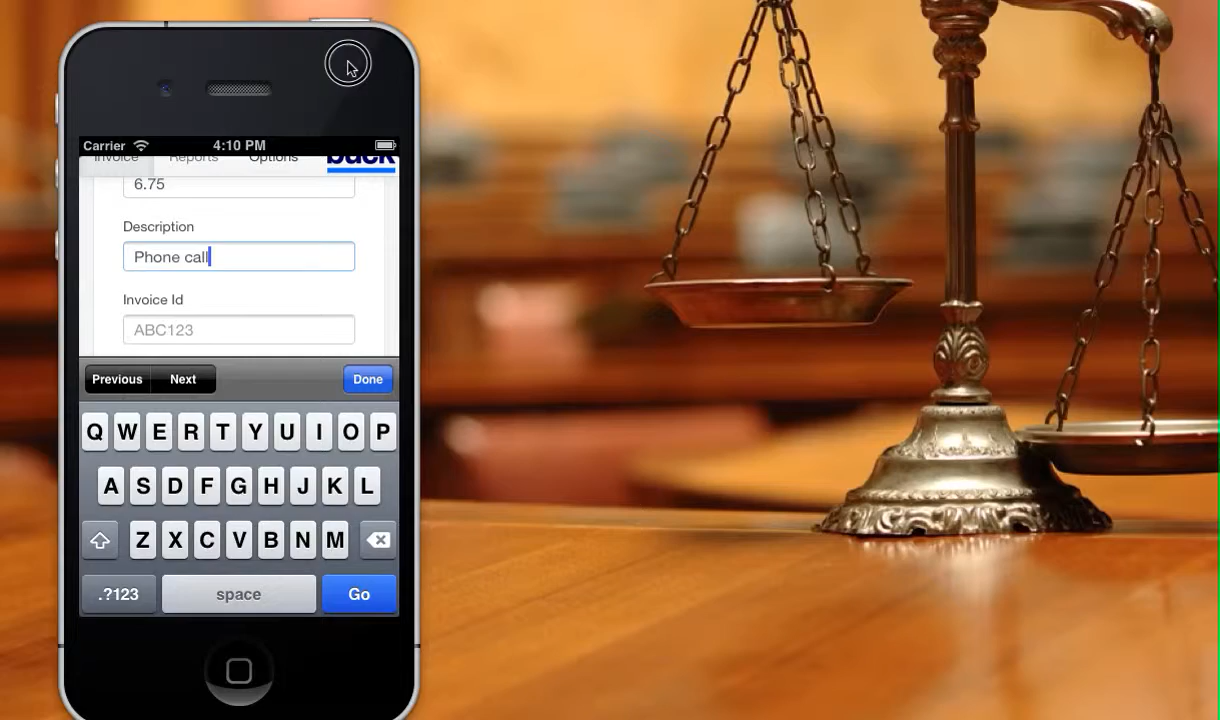 Carrier 4:10 PM
Invoice Reports Options buck
6.75
Description
Phone call
Invoice Id
ABC123
Previous Next Done
Q W E R T Y U I O P
A S D F G H J K L
Z X C V B N M
.?123 space Go